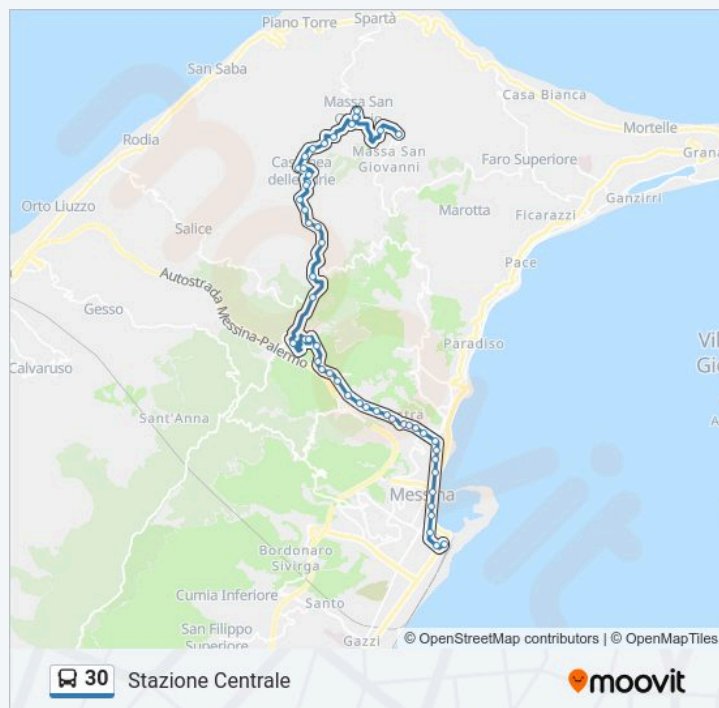 Spartà
Piano Torre
San Saba
Casa Bianca
Massa San
Mortelle
Rodia
Massa San
Giovanni
Faro Superiore
Ganzirri
Orto Liuzzo
Marotta
Ficarazzi
Salice
Pace
Autostrada Messina-Palermo
Gesso
Paradiso
Calvaruso
Sant'Anna
Messina
Bordonaro
Sivirga
Cumia Inferiore
Santo
San Filippo
Superiore
Gazzi
© OpenStreetMap contributors | © OpenMapTiles
30 Stazione Centrale
moovit